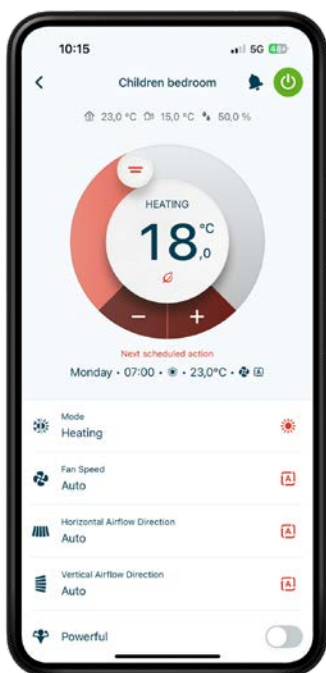 10:15 5G 48
Children bedroom
23,0 °C 15,0 °C 50,0 %
HEATING
18,0 °C
− +
Next scheduled action
Monday • 07:00 • • 23,0°C • A
Mode
Heating
Fan Speed
Auto A
Horizontal Airflow Direction
Auto A
Vertical Airflow Direction
Auto A
Powerful